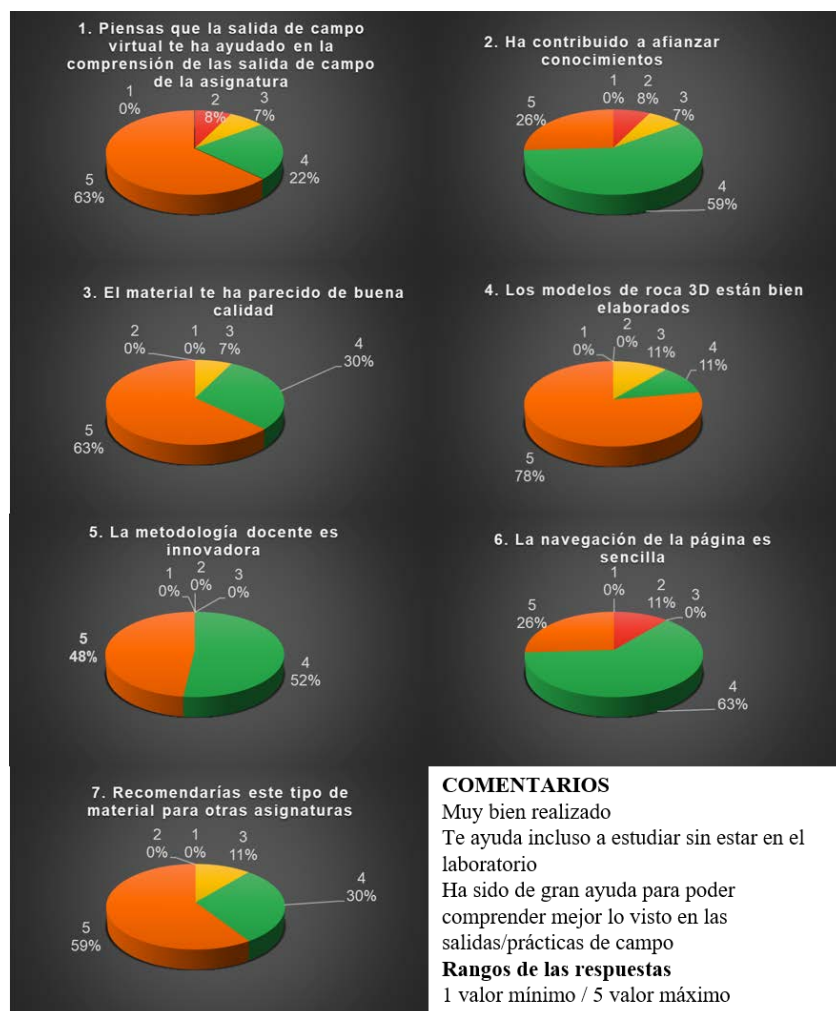 1. Piensas que la salida de campo
virtual te ha ayudado en la
comprensión de las salida de campo
de la asignatura
1
0%
2
8%
3
7%
4
22%
5
63%
2. Ha contribuido a afianzar
conocimientos
1
0%
2
8%
3
7%
4
59%
5
26%
3. El material te ha parecido de buena
calidad
2
0%
1
0%
3
7%
4
30%
5
63%
4. Los modelos de roca 3D están bien
elaborados
1
0%
2
0%
3
11%
4
11%
5
78%
5. La metodología docente es
innovadora
1
0%
2
0%
3
0%
4
52%
5
48%
6. La navegación de la página es
sencilla
1
0%
2
11%
3
0%
4
63%
5
26%
7. Recomendarías este tipo de
material para otras asignaturas
2
0%
1
0%
3
11%
4
30%
5
59%
COMENTARIOS
Muy bien realizado
Te ayuda incluso a estudiar sin estar en el
laboratorio
Ha sido de gran ayuda para poder
comprender mejor lo visto en las
salidas/prácticas de campo
Rangos de las respuestas
1 valor mínimo / 5 valor máximo